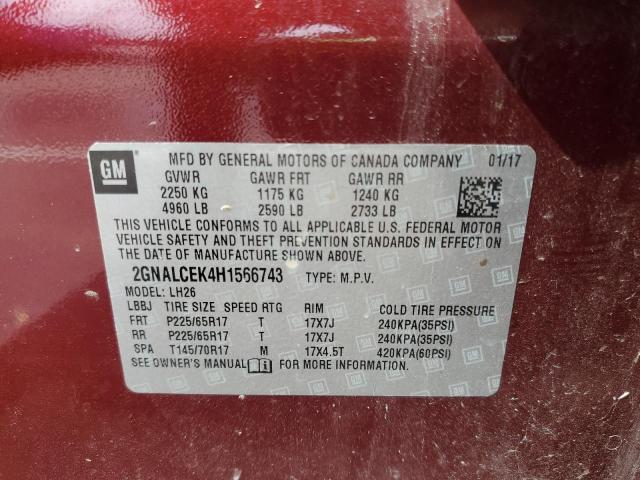 GM
MFD BY GENERAL MOTORS OF CANADA COMPANY 01/17
GVWR GAWR FRT GAWR RR
2250 KG 1175 KG 1240 KG
4960 LB 2590 LB 2733 LB
THIS VEHICLE CONFORMS TO ALL APPLICABLE U.S. FEDERAL MOTOR
VEHICLE SAFETY AND THEFT PREVENTION STANDARDS IN EFFECT ON
THE DATE OF MANUFACTURE SHOWN ABOVE.
2GNALCEK4H1566743 TYPE: M.P.V.
MODEL: LH26
LBBJ TIRE SIZE SPEED RTG RIM COLD TIRE PRESSURE
FRT P225/65R17 T 17X7J 240KPA(35PSI)
RR P225/65R17 T 17X7J 240KPA(35PSI)
SPA T145/70R17 M 17X4.5T 420KPA(60PSI)
SEE OWNER'S MANUAL FOR MORE INFORMATION.